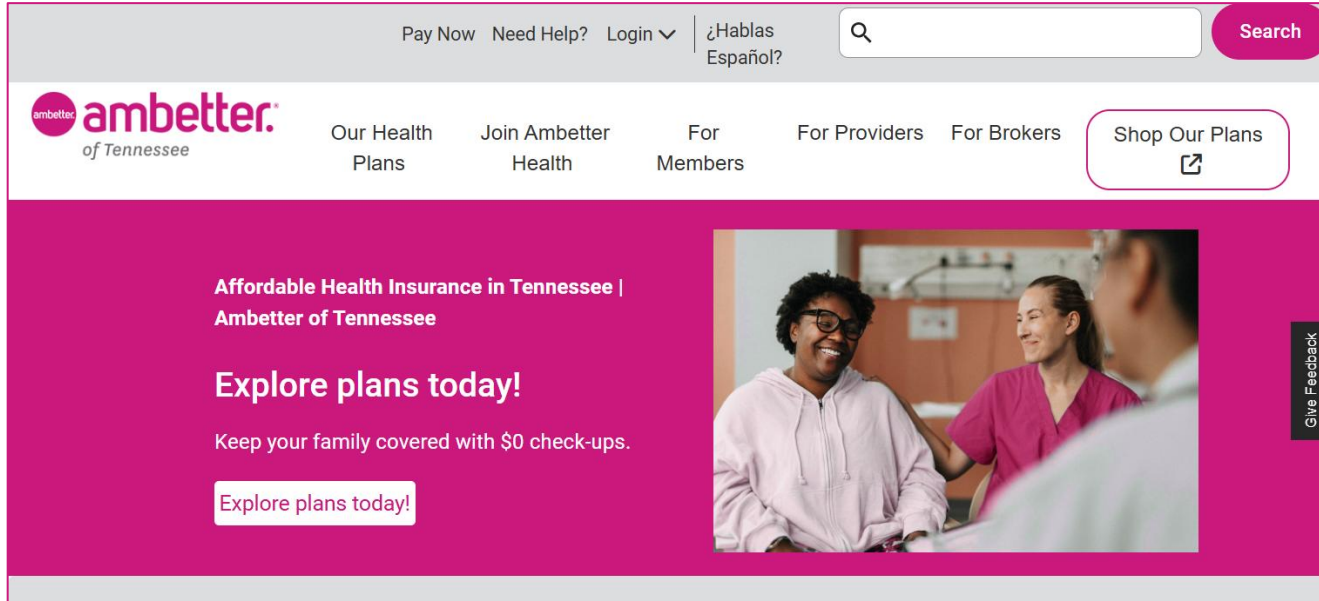 Pay Now Need Help? Login ¿Hablas
Español?
Search
ambetter.
ambetter.®
of Tennessee
Our Health
Plans
Join Ambetter
Health
For
Members
For Providers
For Brokers
Shop Our Plans
Affordable Health Insurance in Tennessee |
Ambetter of Tennessee
Explore plans today!
Keep your family covered with $0 check-ups.
Explore plans today!
Give Feedback